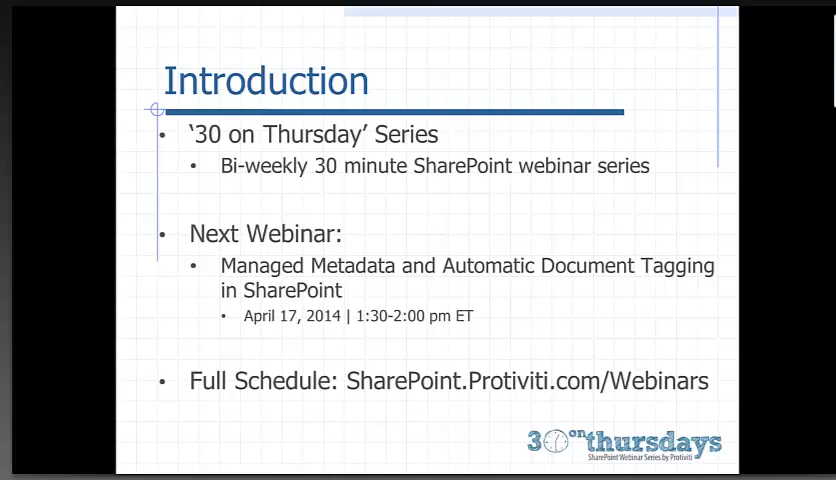 Introduction
• ‘30 on Thursday’ Series
• Bi-weekly 30 minute SharePoint webinar series
• Next Webinar:
• Managed Metadata and Automatic Document Tagging
in SharePoint
• April 17, 2014 | 1:30-2:00 pm ET
• Full Schedule: SharePoint.Protiviti.com/Webinars
30 on thursdays
SharePoint Webinar Series by Protiviti